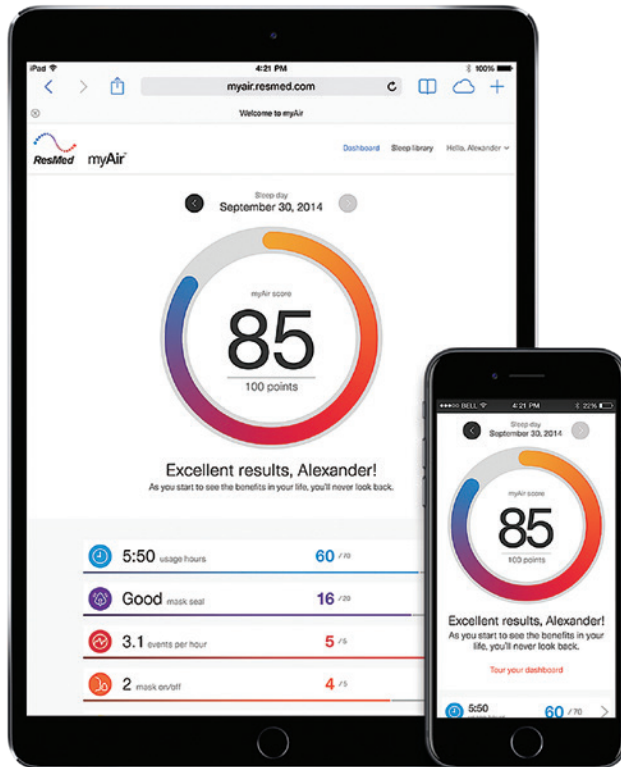 iPad
4:21 PM
100%
myair.resmed.com
Welcome to myAir
ResMed
myAir™
Dashboard
Sleep library
Hello, Alexander
Sleep day
September 30, 2014
myAir score
85
100 points
Excellent results, Alexander!
As you start to see the benefits in your life, you'll never look back.
5:50 usage hours 60 /70
Good mask seal 16 /20
3.1 events per hour 5 /5
2 mask on/off 4 /5
BELL
4:21 PM
22%
Sleep day
September 30, 2014
myAir score
85
100 points
Excellent results, Alexander!
As you start to see the benefits in your
life, you'll never look back.
Tour your dashboard
5:50
60 /70